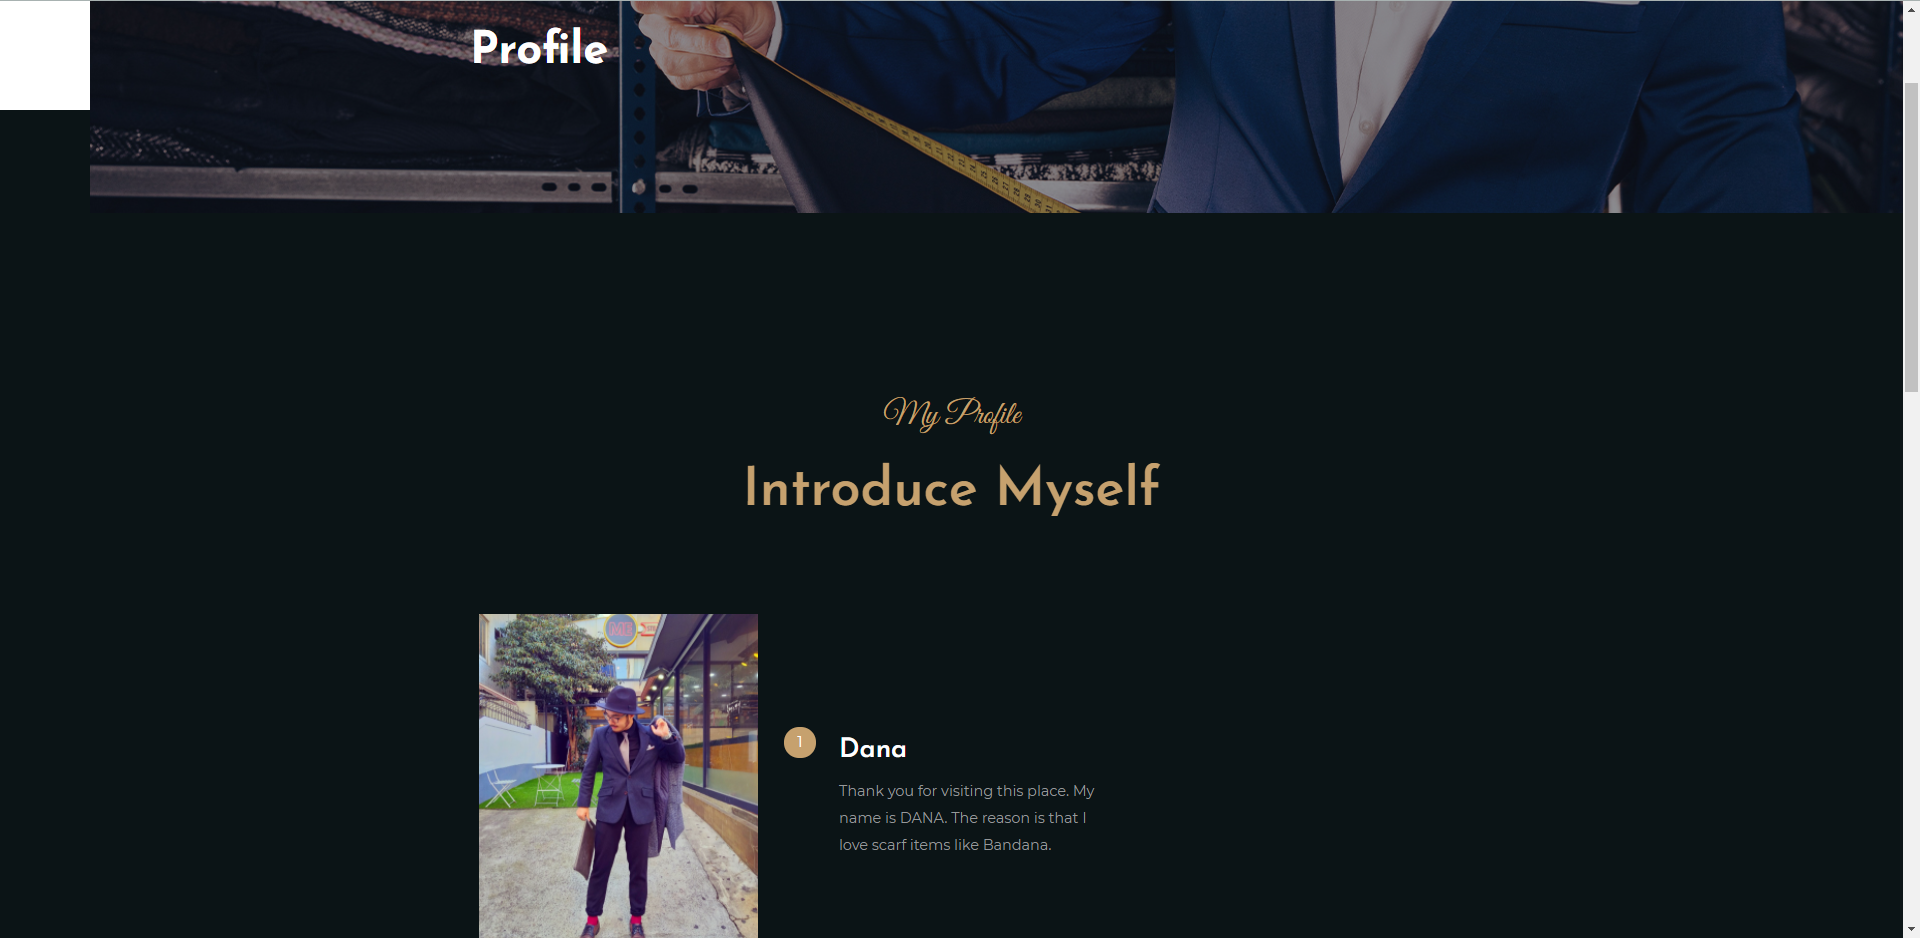 Profile
My Profile
Introduce Myself
1
Dana
Thank you for visiting this place. My
name is DANA. The reason is that I
love scarf items like Bandana.